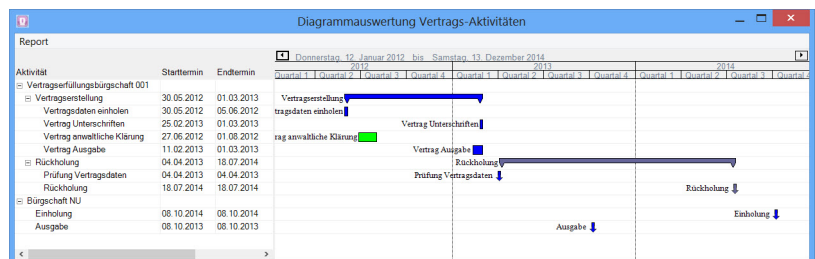 Diagrammauswertung Vertrags-Aktivitäten
Report
Donnerstag, 12. Januar 2012 bis Samstag, 13. Dezember 2014
2012 2013 2014
Aktivität Starttermin Endtermin Quartal 1 Quartal 2 Quartal 3 Quartal 4 Quartal 1 Quartal 2 Quartal 3 Quartal 4 Quartal 1 Quartal 2 Quartal 3 Quartal 4
Vertragserfüllungsbürgschaft 001
Vertragserstellung 30.05.2012 01.03.2013 Vertragserstellung
Vertragsdaten einholen 30.05.2012 05.06.2012 tragsdaten einholen
Vertrag Unterschriften 25.02.2013 01.03.2013 Vertrag Unterschriften
Vertrag anwaltliche Klärung 27.06.2012 01.08.2012 rag anwaltliche Klärung
Vertrag Ausgabe 11.02.2013 01.03.2013 Vertrag Ausgabe
Rückholung 04.04.2013 18.07.2014 Rückholung
Prüfung Vertragsdaten 04.04.2013 04.04.2013 Prüfung Vertragsdaten
Rückholung 18.07.2014 18.07.2014 Rückholung
Bürgschaft NU
Einholung 08.10.2014 08.10.2014 Einholung
Ausgabe 08.10.2013 08.10.2013 Ausgabe